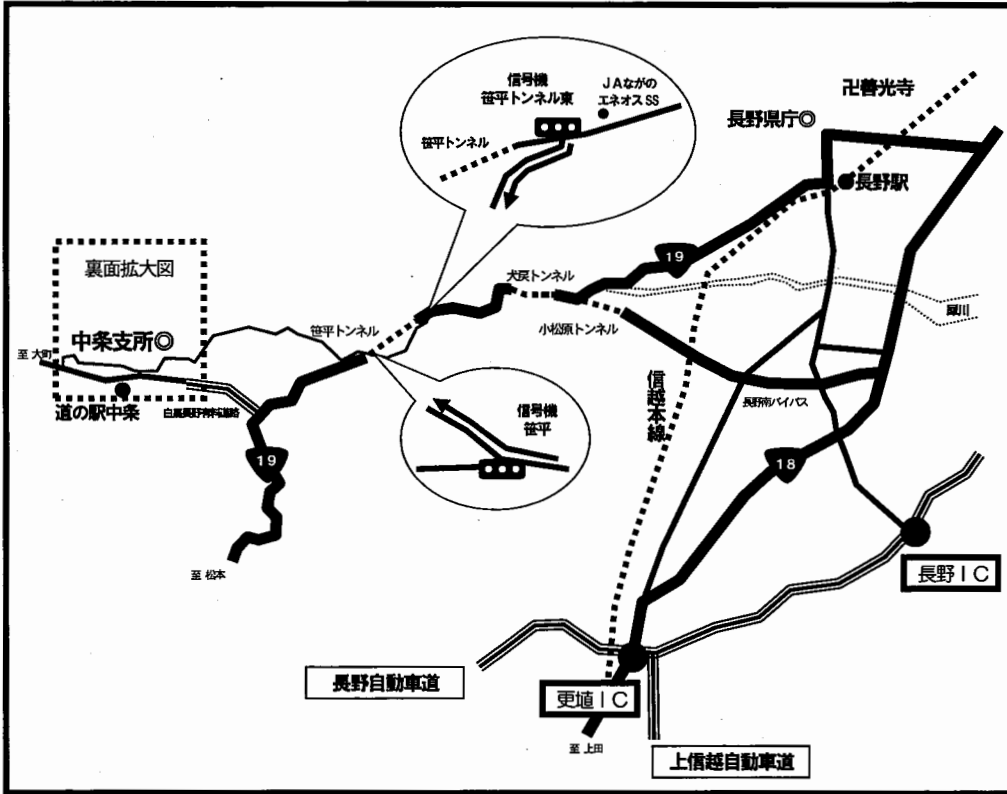 信号機
笹平トンネル東
JAながの
エネオスSS
笹平トンネル
卍善光寺
長野県庁◎
長野駅
裏面拡大図
19
犬戻トンネル
小松原トンネル
犀川
笹平トンネル
中条支所◎
至 大町
道の駅中条
白馬長野有料道路
信号機
笹平
信越本線
長野南バイパス
19
18
至 松本
長野IC
長野自動車道
更埴IC
至 上田
上信越自動車道